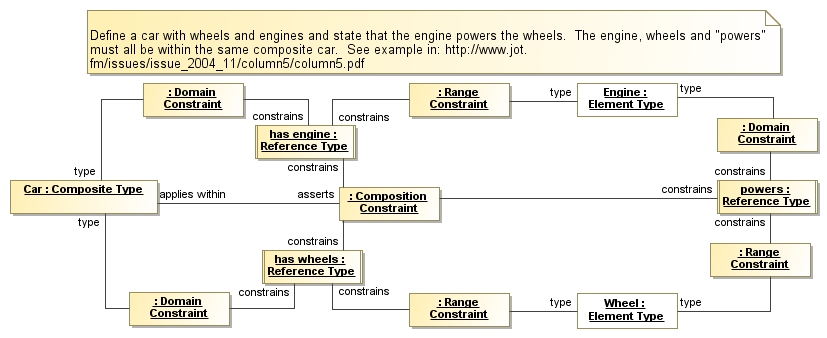 Define a car with wheels and engines and state that the engine powers the wheels.  The engine, wheels and "powers"
must all be within the same composite car.  See example in: http://www.jot.
fm/issues/issue_2004_11/column5/column5.pdf
: Domain
Constraint
: Range
Constraint
type
Engine :
Element Type
type
constrains
constrains
: Domain
Constraint
has engine :
Reference Type
constrains
type
constrains
Car : Composite Type
applies within
asserts
: Composition
Constraint
constrains
powers :
Reference Type
type
constrains
constrains
has wheels :
Reference Type
: Range
Constraint
: Domain
Constraint
constrains
constrains
: Range
Constraint
type
Wheel :
Element Type
type